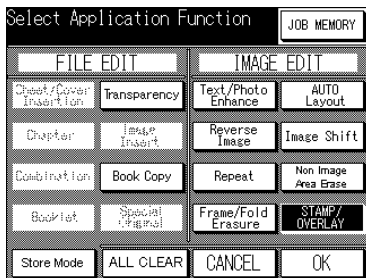 Select Application Function
JOB MEMORY
FILE EDIT
IMAGE EDIT
Sheet/Cover
Insertion
Transparency
Text/Photo
Enhance
AUTO
Layout
Chapter
Image
Insert
Reverse
Image
Image Shift
Combination
Book Copy
Repeat
Non Image
Area Erase
Booklet
Special
Original
Frame/Fold
Erasure
STAMP/
OVERLAY
Store Mode
ALL CLEAR
CANCEL
OK